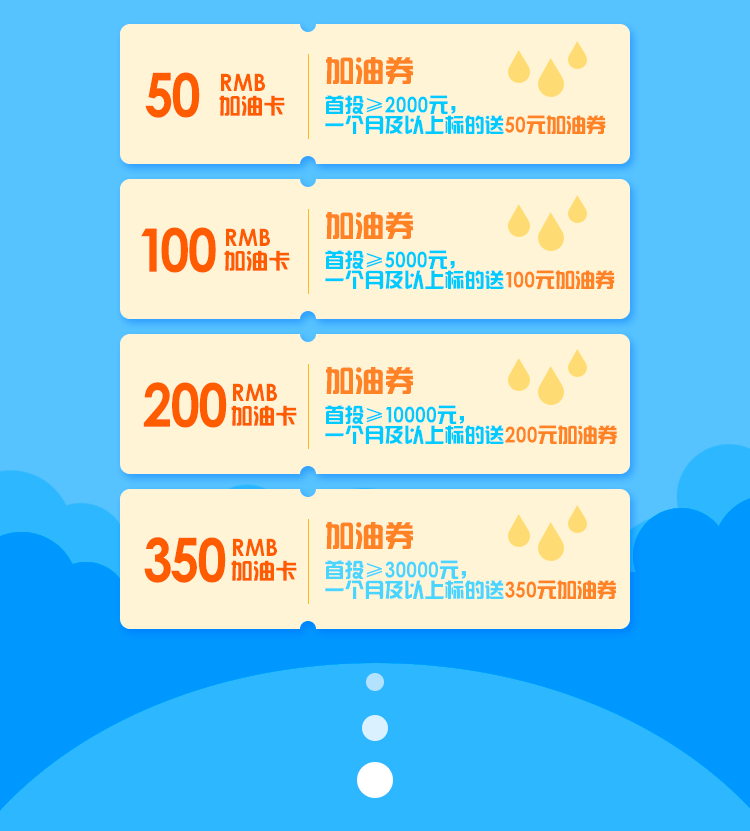 50
RMB
加油卡
加油券
首投≥2000元，
一个月及以上标的送50元加油券
100
RMB
加油卡
加油券
首投≥5000元，
一个月及以上标的送100元加油券
200
RMB
加油卡
加油券
首投≥10000元，
一个月及以上标的送200元加油券
350
RMB
加油卡
加油券
首投≥30000元，
一个月及以上标的送350元加油券